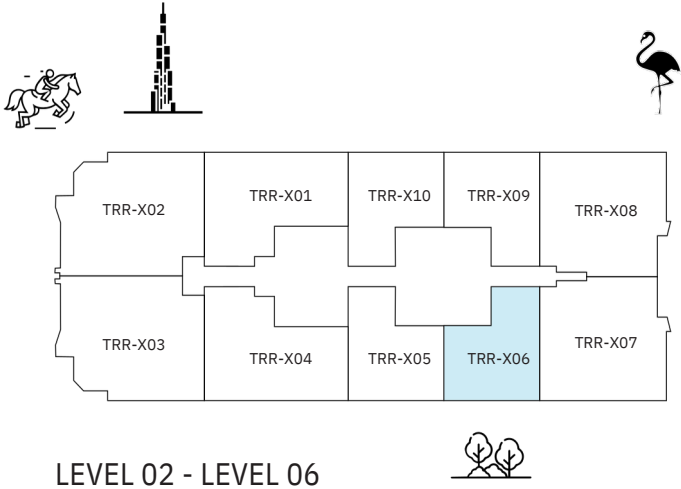 TRR-X02
TRR-X01
TRR-X10
TRR-X09
TRR-X08
TRR-X03
TRR-X04
TRR-X05
TRR-X06
TRR-X07
LEVEL 02 - LEVEL 06